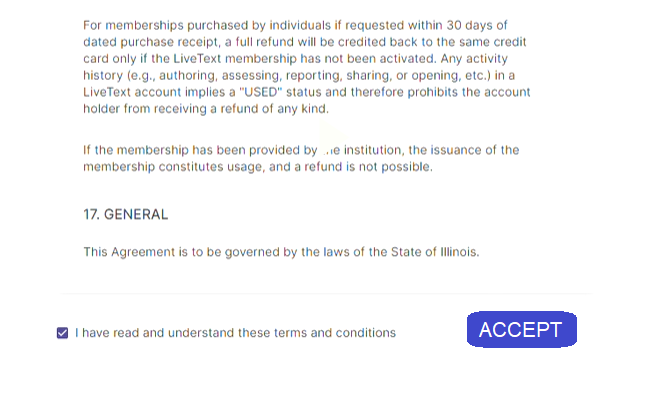 For memberships purchased by individuals if requested within 30 days of
dated purchase receipt, a full refund will be credited back to the same credit
card only if the LiveText membership has not been activated. Any activity
history (e.g., authoring, assessing, reporting, sharing, or opening, etc.) in a
LiveText account implies a "USED" status and therefore prohibits the account
holder from receiving a refund of any kind.
If the membership has been provided by institution, the issuance of the
membership constitutes usage, and a refund is not possible.
17. GENERAL
This Agreement is to be governed by the laws of the State of Illinois.
I have read and understand these terms and conditions
ACCEPT